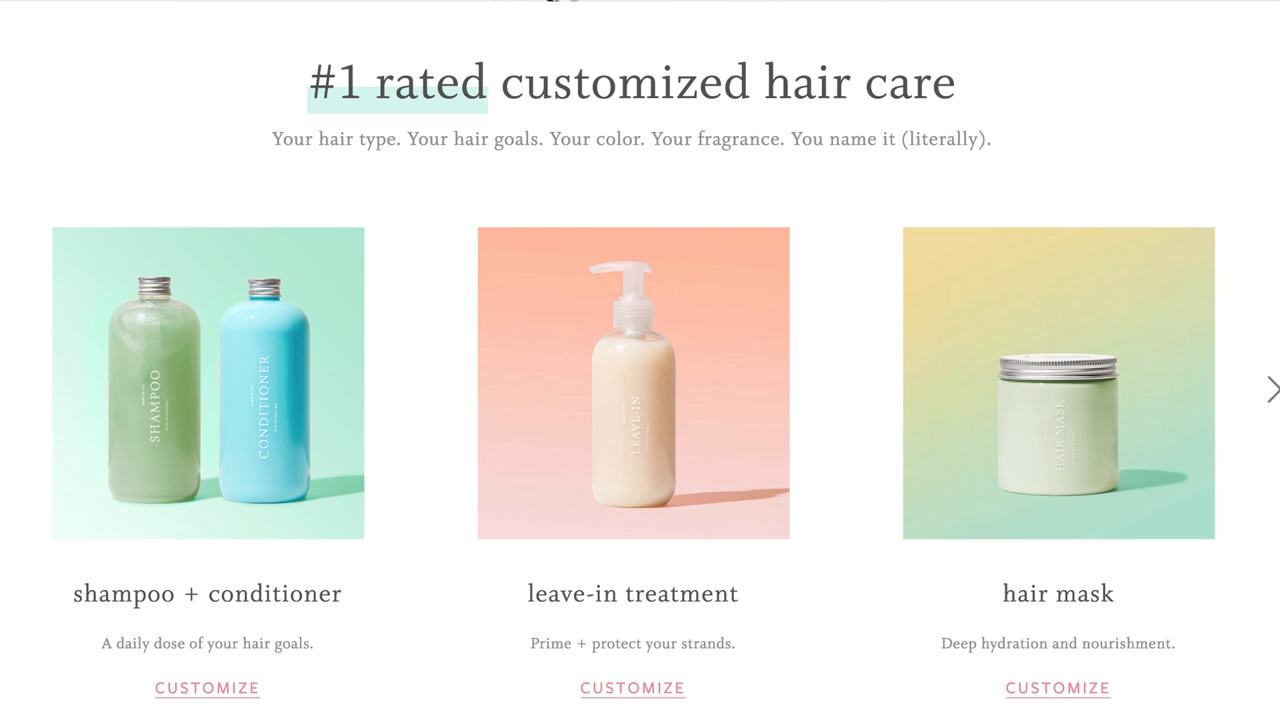 #1 rated customized hair care
Your hair type. Your hair goals. Your color. Your fragrance. You name it (literally).
SHAMPOO
CONDITIONER
LEAVE-IN
HAIR MASK
shampoo + conditioner
leave-in treatment
hair mask
A daily dose of your hair goals.
Prime + protect your strands.
Deep hydration and nourishment.
CUSTOMIZE
CUSTOMIZE
CUSTOMIZE